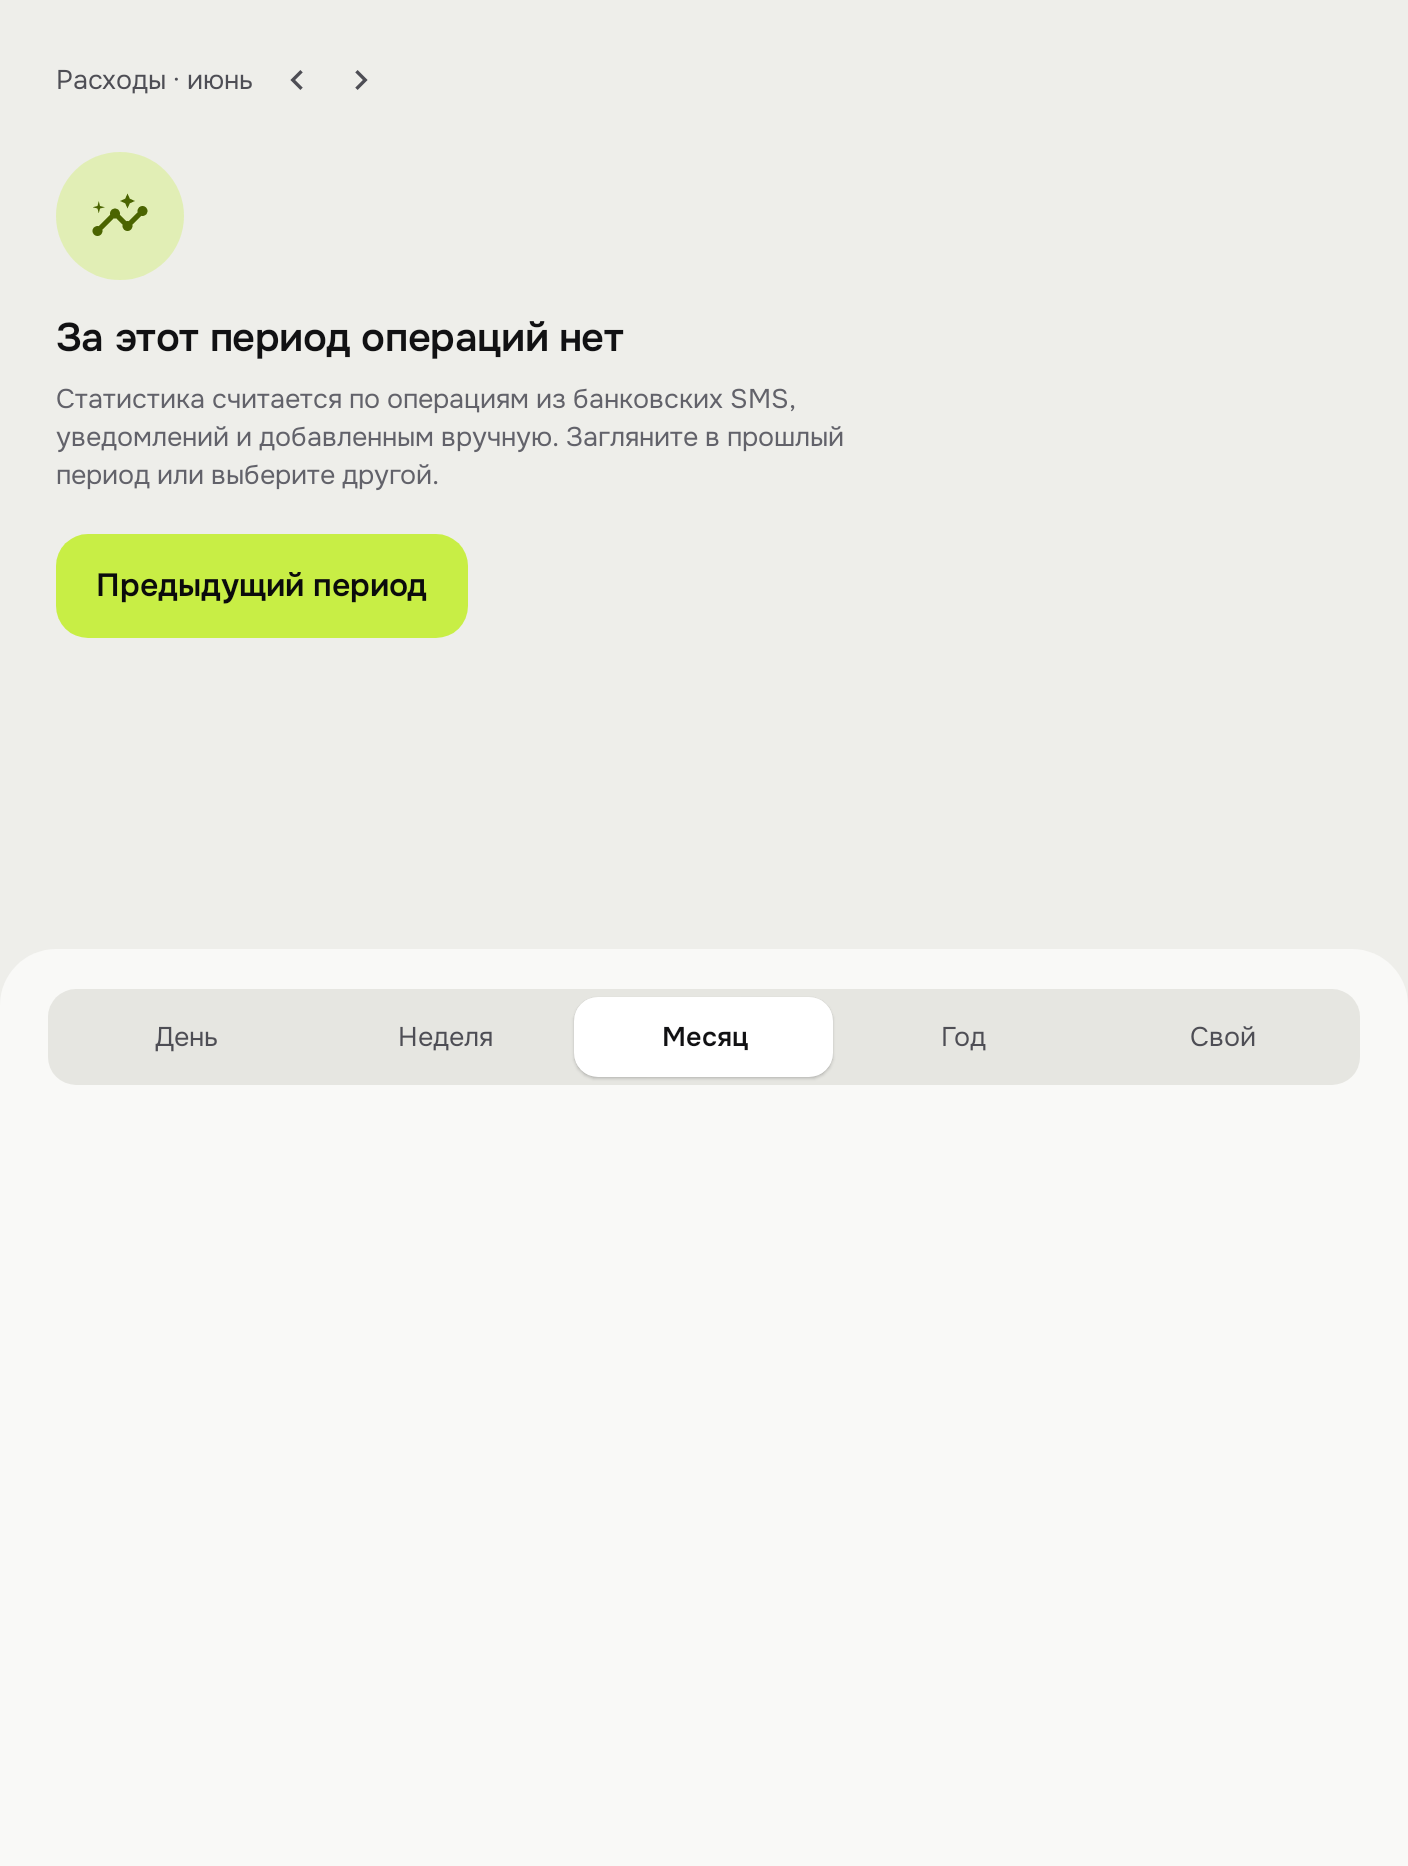 Расходы · июнь
За этот период операций нет
Статистика считается по операциям из банковских SMS,
уведомлений и добавленным вручную. Загляните в прошлый
период или выберите другой.
Предыдущий период
День Неделя Месяц Год Свой